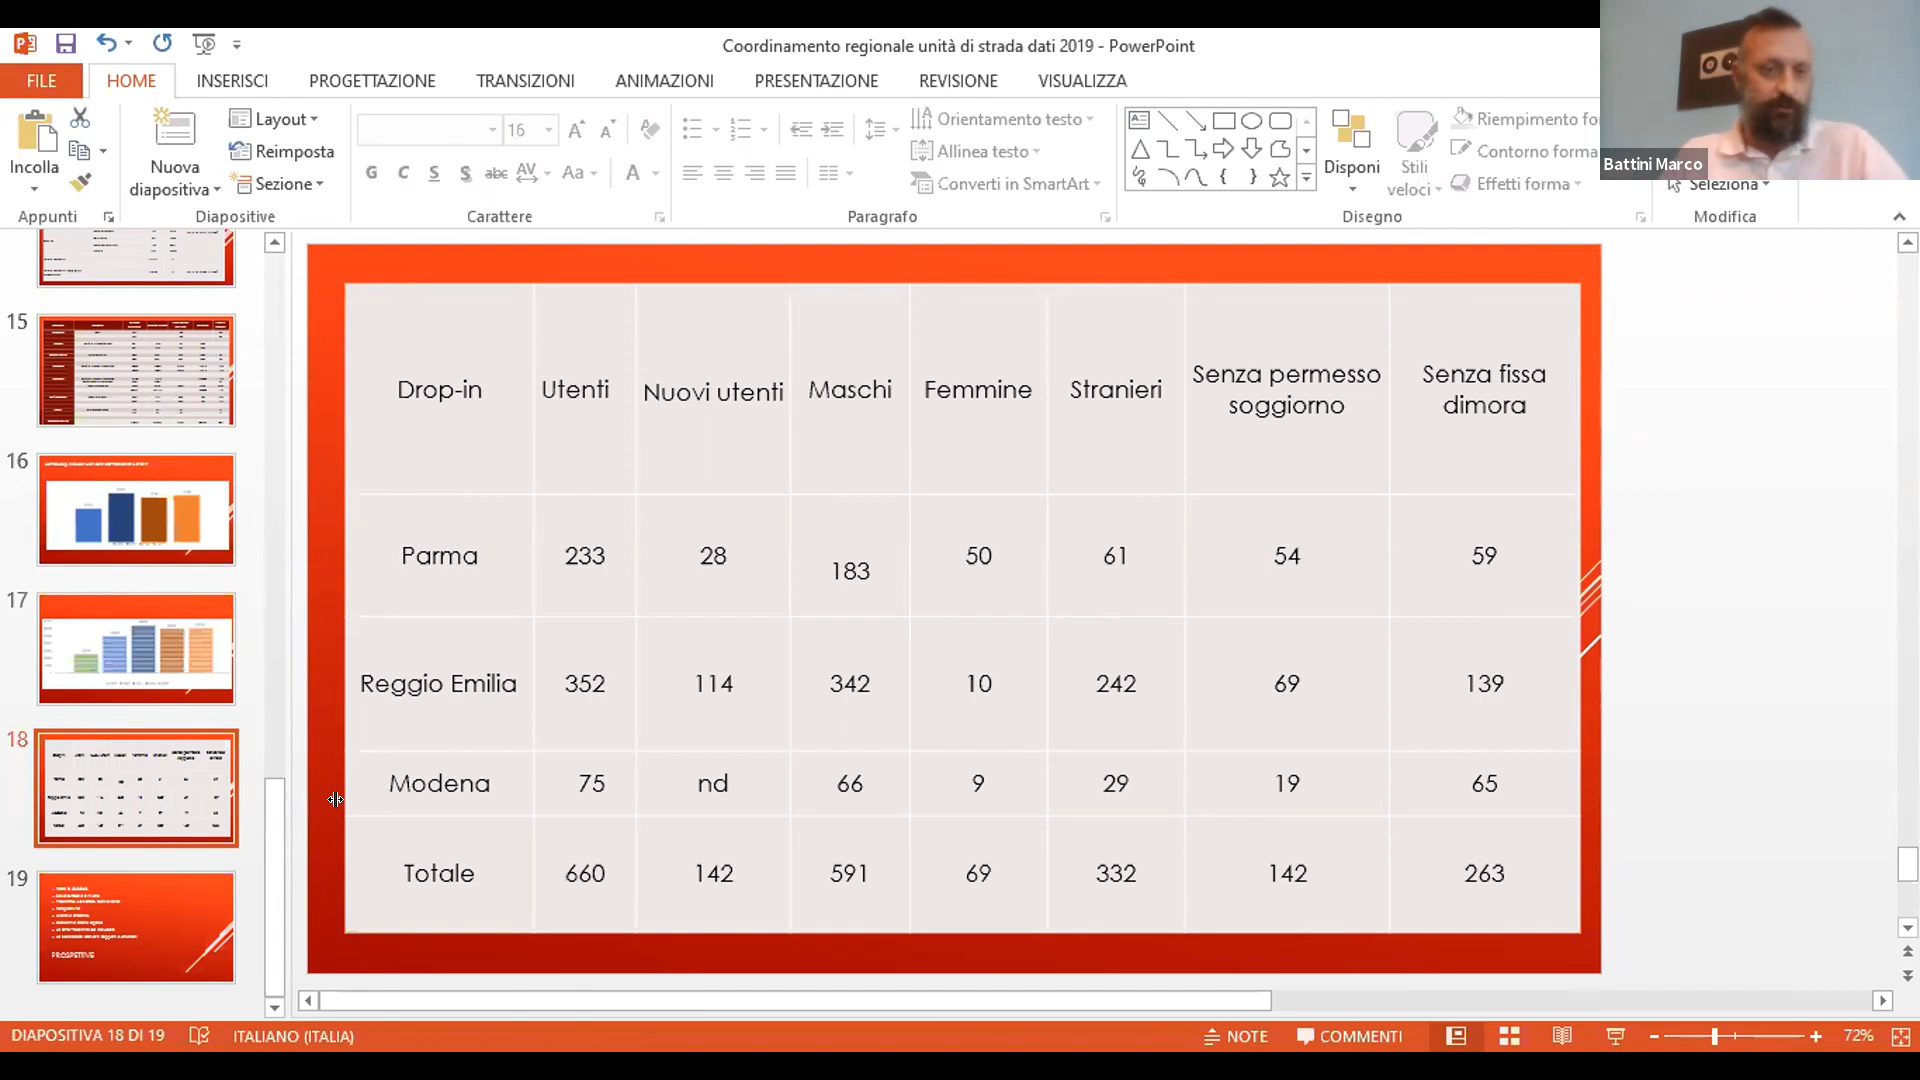 Coordinamento regionale unità di strada dati 2019 - PowerPoint
FILE HOME INSERISCI PROGETTAZIONE TRANSIZIONI ANIMAZIONI PRESENTAZIONE REVISIONE VISUALIZZA
Incolla
Appunti
Nuova
diapositiva
Layout
Reimposta
Sezione
Diapositive
16
G C S S abc AV Aa A
Carattere
Orientamento testo
Allinea testo
Converti in SmartArt
Paragrafo
Disponi
Stili
veloci
Riempimento fo
Contorno forma
Effetti forma
Disegno
Seleziona
Modifica
Battini Marco
15
16
17
18
19
PROSPETTIVE
Drop-in Utenti Nuovi utenti Maschi Femmine Stranieri Senza permesso soggiorno Senza fissa dimora
Parma 233 28 183 50 61 54 59
Reggio Emilia 352 114 342 10 242 69 139
Modena 75 nd 66 9 29 19 65
Totale 660 142 591 69 332 142 263
DIAPOSITIVA 18 DI 19 ITALIANO (ITALIA) NOTE COMMENTI 72%